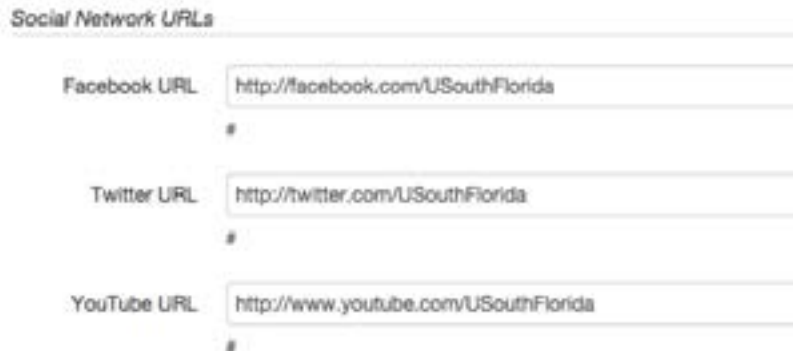 Social Network URLs
Facebook URL http://facebook.com/USouthFlorida
#
Twitter URL http://twitter.com/USouthFlorida
#
YouTube URL http://www.youtube.com/USouthFlorida
#